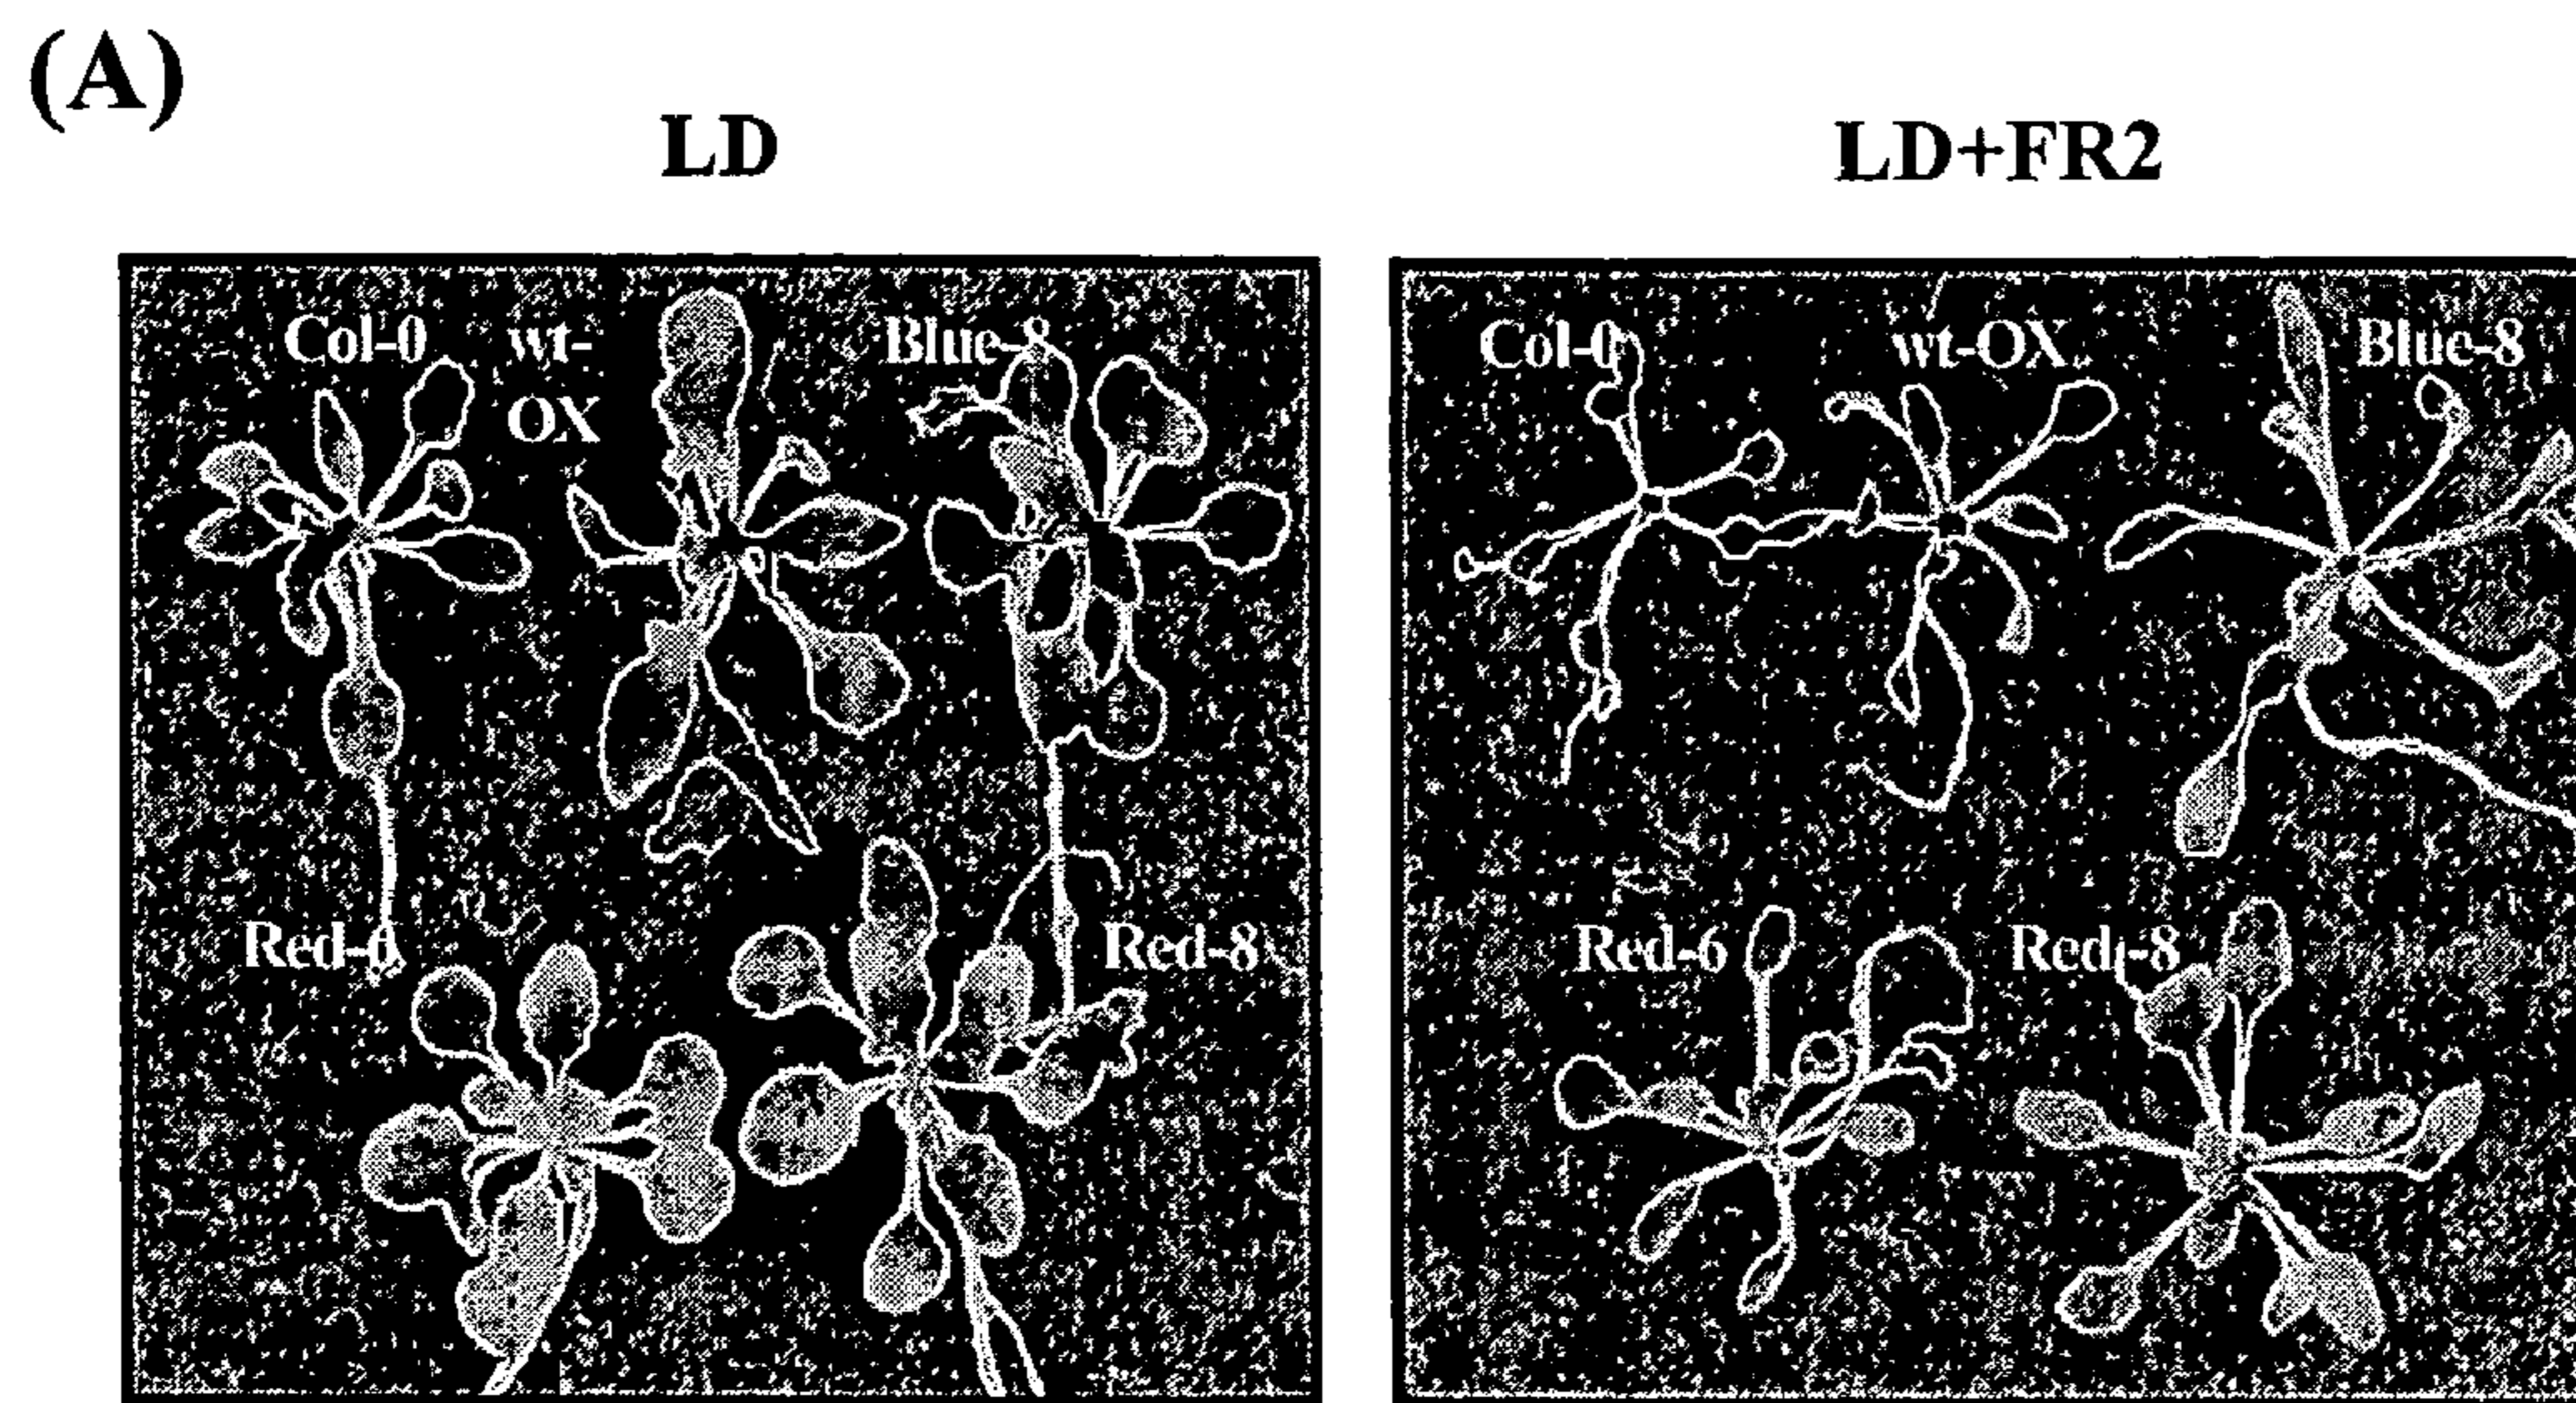 (A)
LD
LD+FR2
Col-0
wt-
OX
Blue-8
Col-0
wt-OX
Blue-8
Red-6
Red-8
Red-6
Red-8